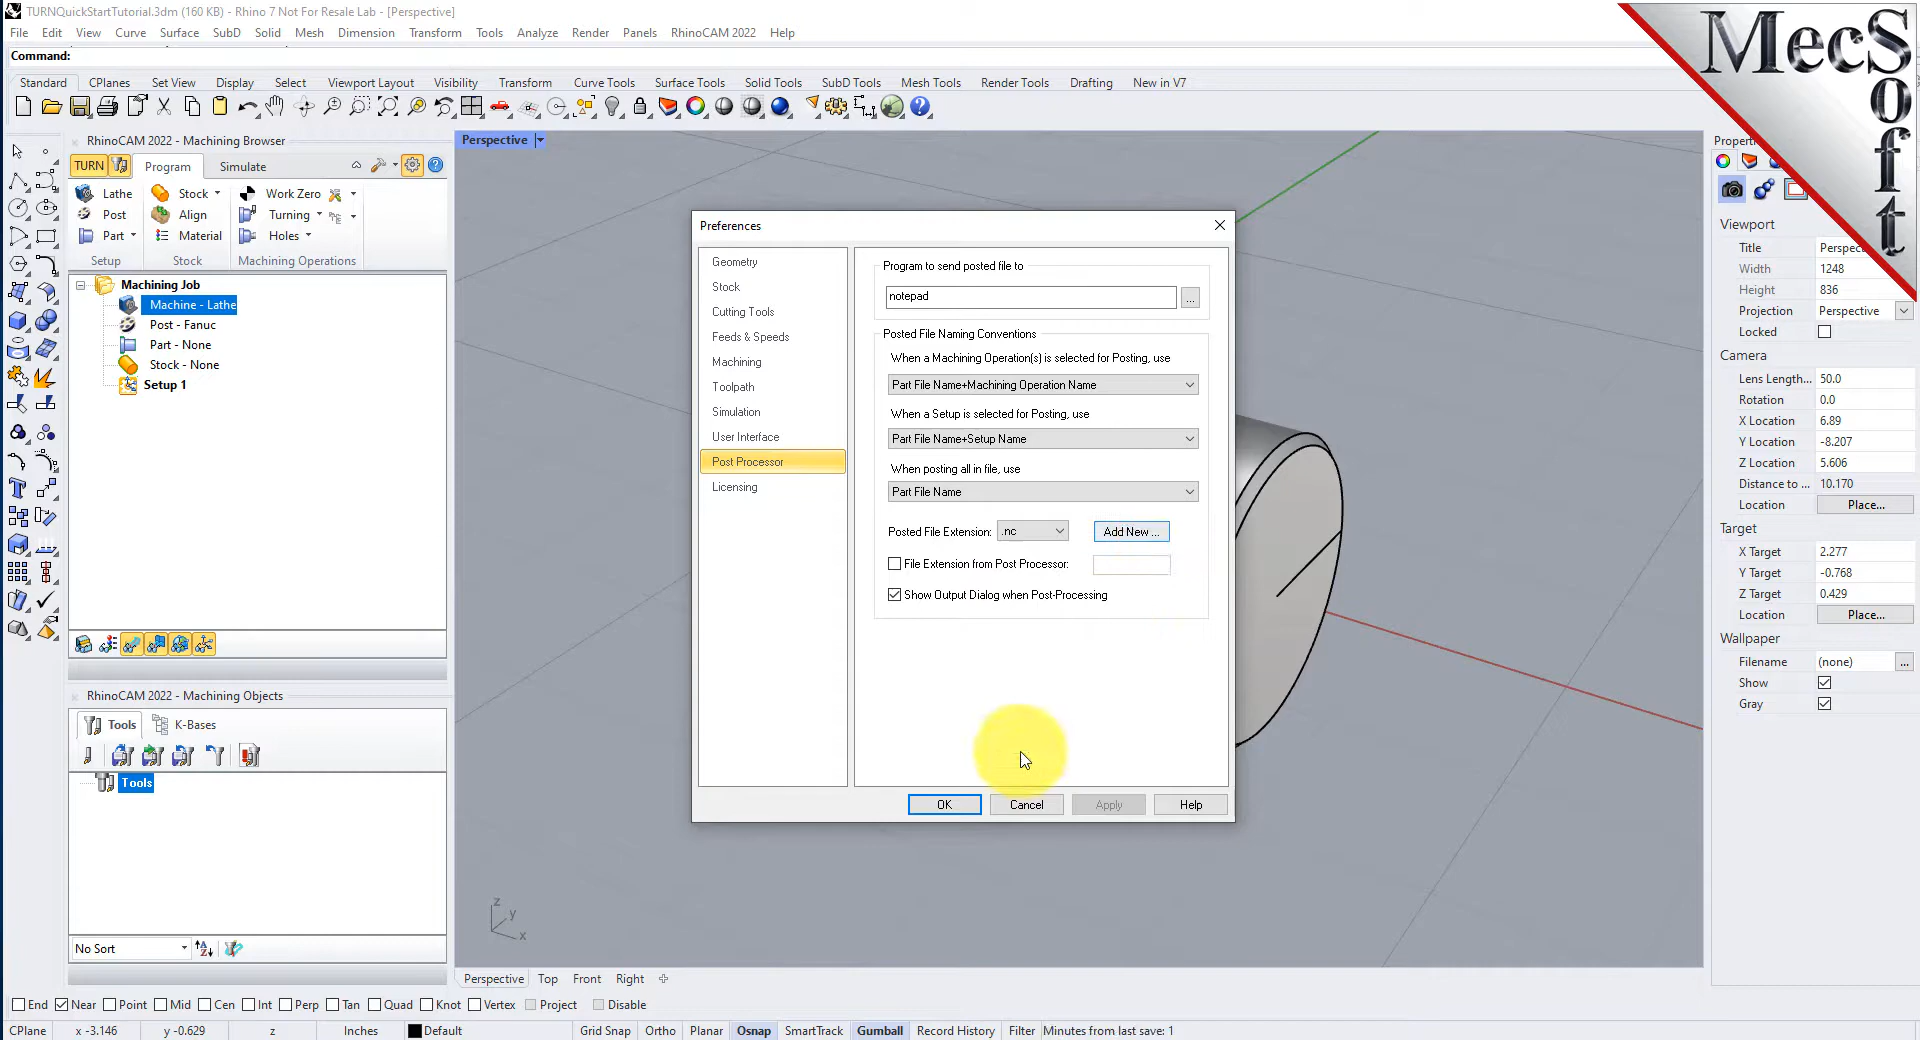 TURNQuickStartTutorial.3dm (160 KB) - Rhino 7 Not For Resale Lab - [Perspective]
File Edit View Curve Surface SubD Solid Mesh Dimension Transform Tools Analyze Render Panels RhinoCAM 2022 Help
Command:
Standard CPlanes Set View Display Select Viewport Layout Visibility Transform Curve Tools Surface Tools Solid Tools SubD Tools Mesh Tools Render Tools Drafting New in V7
MecSoft
RhinoCAM 2022 - Machining Browser
TURN Program Simulate
Lathe Stock Work Zero
Post Align Turning
Part Material Holes
Setup Stock Machining Operations
Machining Job
Machine - Lathe
Post - Fanuc
Part - None
Stock - None
Setup 1
RhinoCAM 2022 - Machining Objects
Tools K-Bases
Tools
No Sort
Perspective
Preferences
Geometry
Stock
Cutting Tools
Feeds & Speeds
Machining
Toolpath
Simulation
User Interface
Post Processor
Licensing
Program to send posted file to
notepad
...
Posted File Naming Conventions
When a Machining Operation(s) is selected for Posting, use
Part File Name+Machining Operation Name
When a Setup is selected for Posting, use
Part File Name+Setup Name
When posting all in file, use
Part File Name
Posted File Extension: .nc Add New ...
File Extension from Post Processor:
Show Output Dialog when Post-Processing
OK Cancel Apply Help
z
y
x
Viewport
Title
Width 1248
Height 836
Projection Perspective
Locked
Camera
Lens Length... 50.0
Rotation 0.0
X Location 6.89
Y Location -8.207
Z Location 5.606
Distance to ... 10.170
Location Place...
Target
X Target 2.277
Y Target -0.768
Z Target 0.429
Location Place...
Wallpaper
Filename (none) ...
Show
Gray
Perspective Top Front Right
End Near Point Mid Cen Int Perp Tan Quad Knot Vertex Project Disable
CPlane x -3.146 y -0.629 z Inches Default Grid Snap Ortho Planar Osnap SmartTrack Gumball Record History Filter Minutes from last save: 1